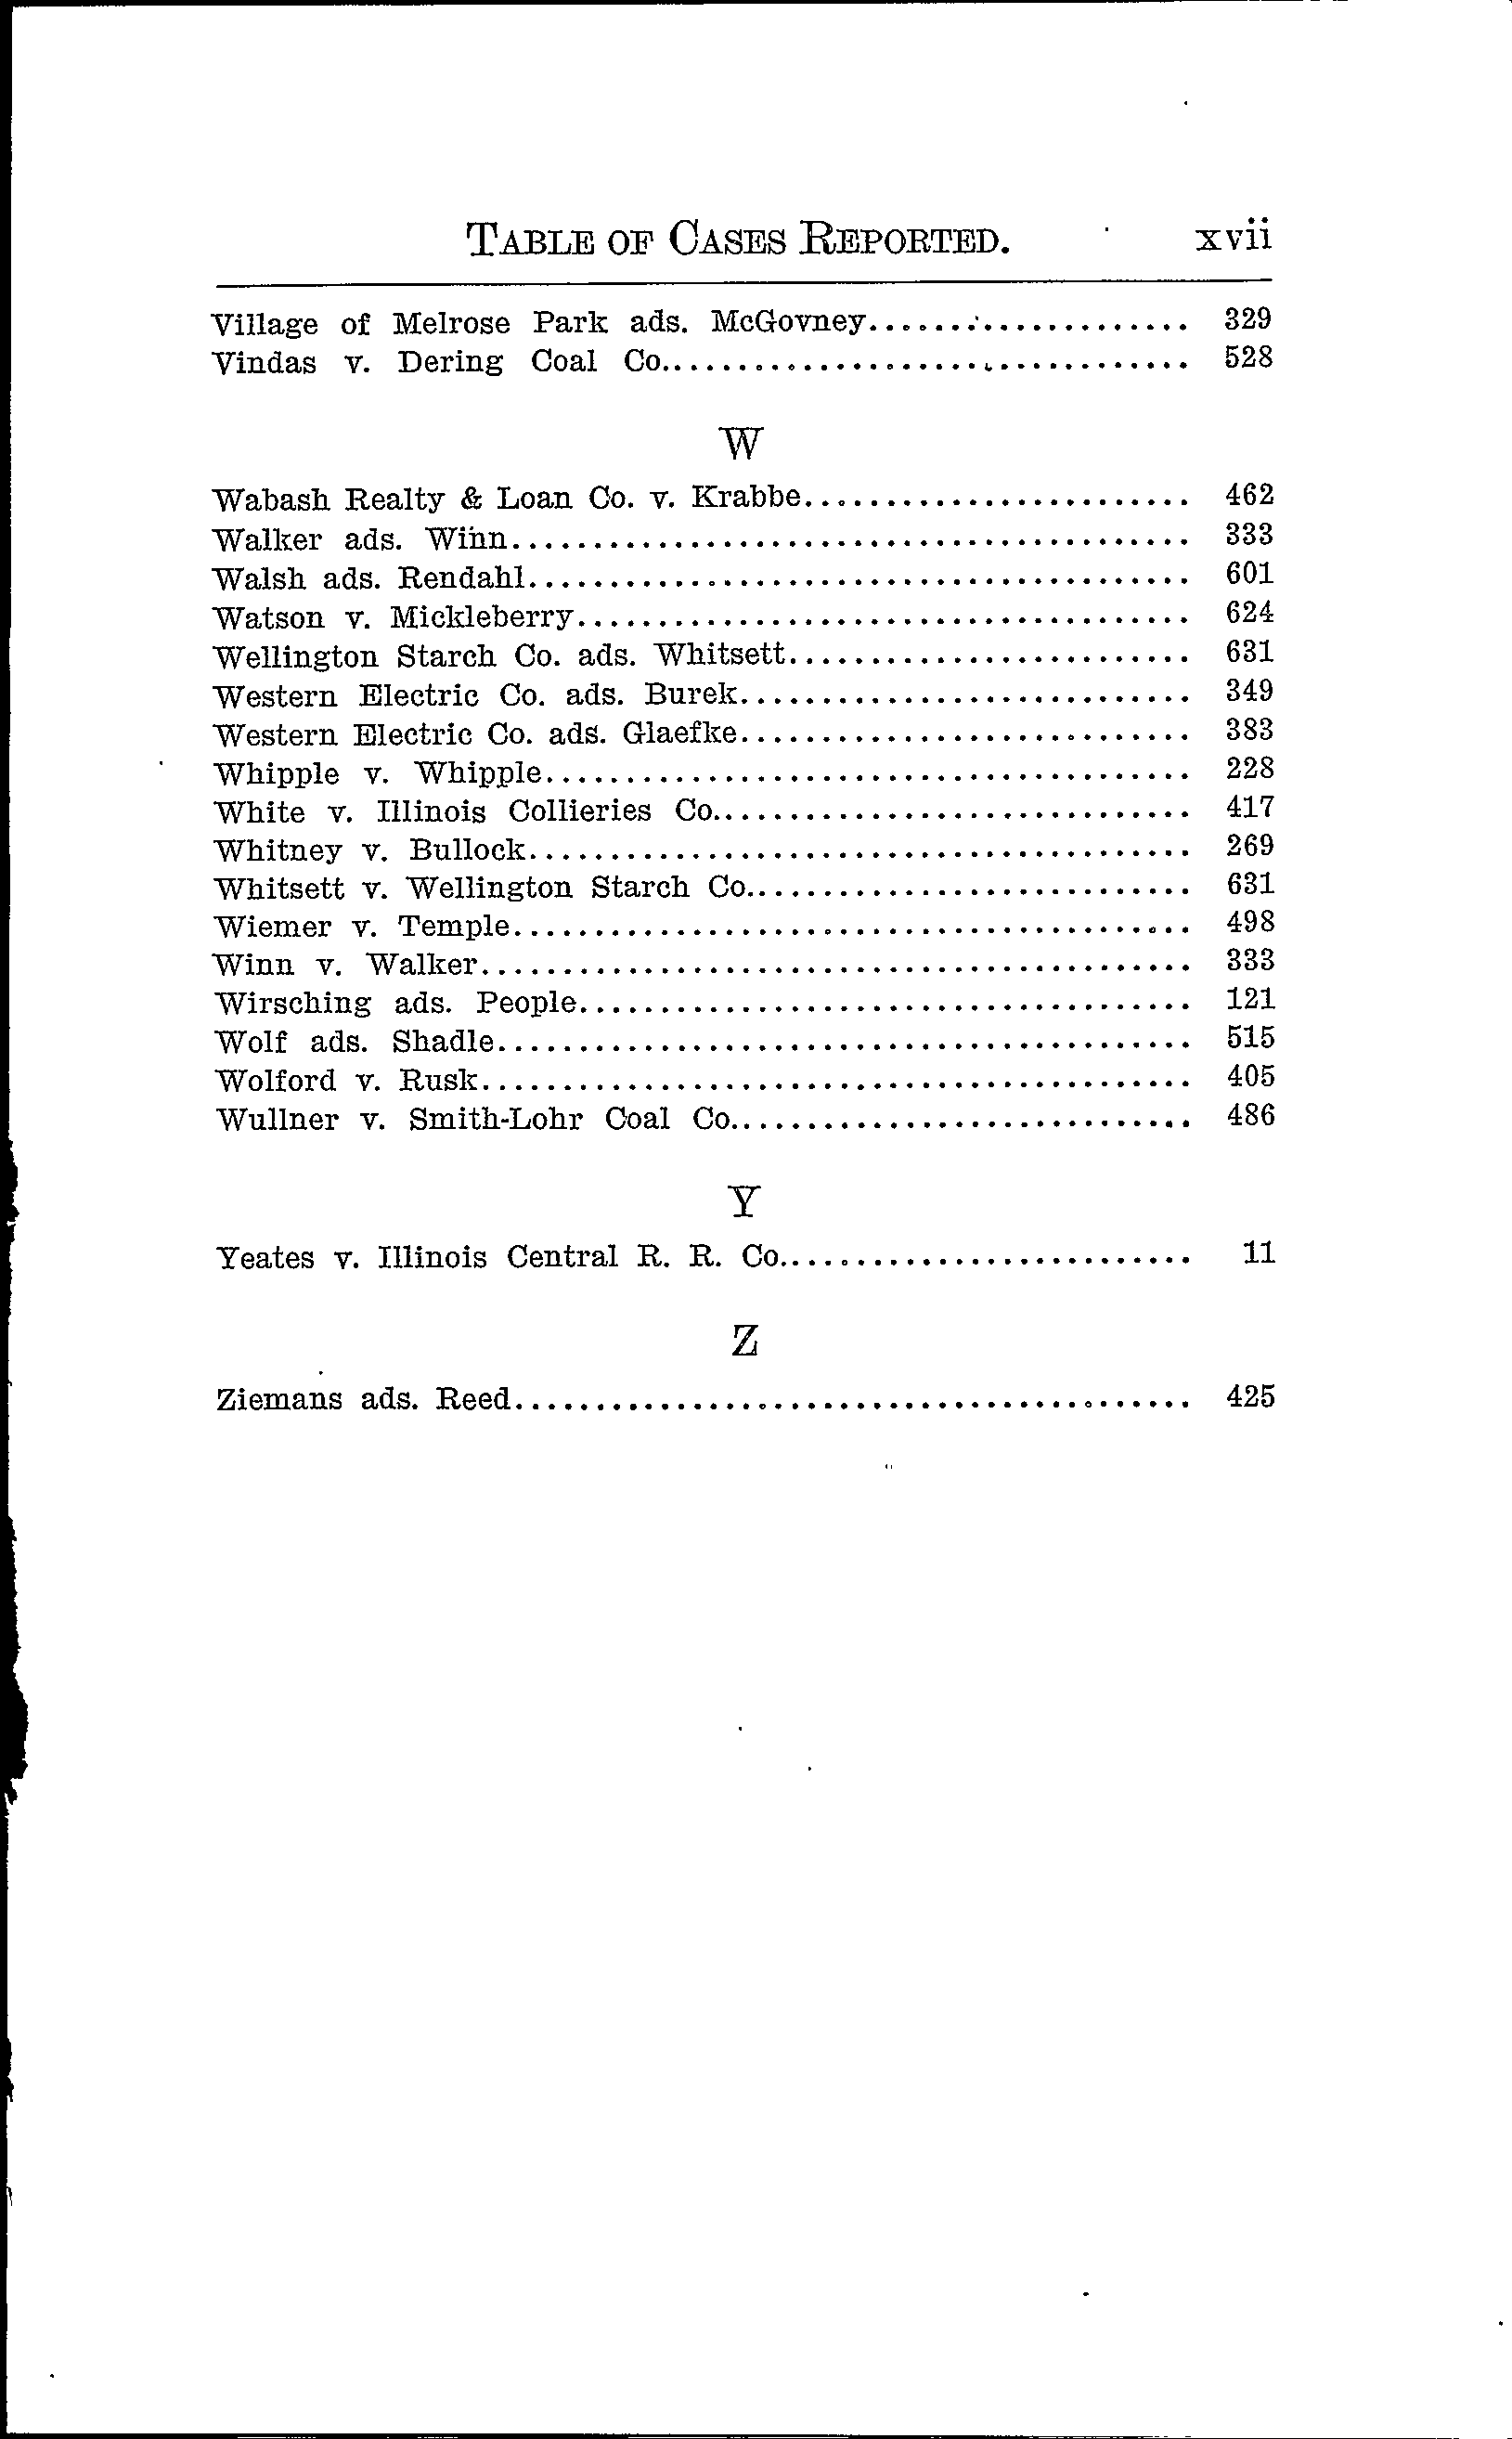 TABLE OF CASES REPORTED. xvii
Village of Melrose Park ads. McGovney.................... 329
Vindas v. Dering Coal Co................................. 528
W
Wabash Realty & Loan Co. v. Krabbe........................ 462
Walker ads. Winn.......................................... 333
Walsh ads. Rendahl........................................ 601
Watson v. Mickleberry..................................... 624
Wellington Starch Co. ads. Whitsett......................... 631
Western Electric Co. ads. Burek............................ 349
Western Electric Co. ads. Glaefke............................ 383
Whipple v. Whipple........................................ 228
White v. Illinois Collieries Co.............................. 417
Whitney v. Bullock......................................... 269
Whitsett v. Wellington Starch Co........................... 631
Wiemer v. Temple.......................................... 498
Winn v. Walker............................................ 333
Wirsching ads. People...................................... 121
Wolf ads. Shadle........................................... 515
Wolford v. Rusk............................................ 405
Wullner v. Smith-Lohr Coal Co............................. 486
Y
Yeates v. Illinois Central R. R. Co.......................... 11
Z
Ziemans ads. Reed.......................................... 425